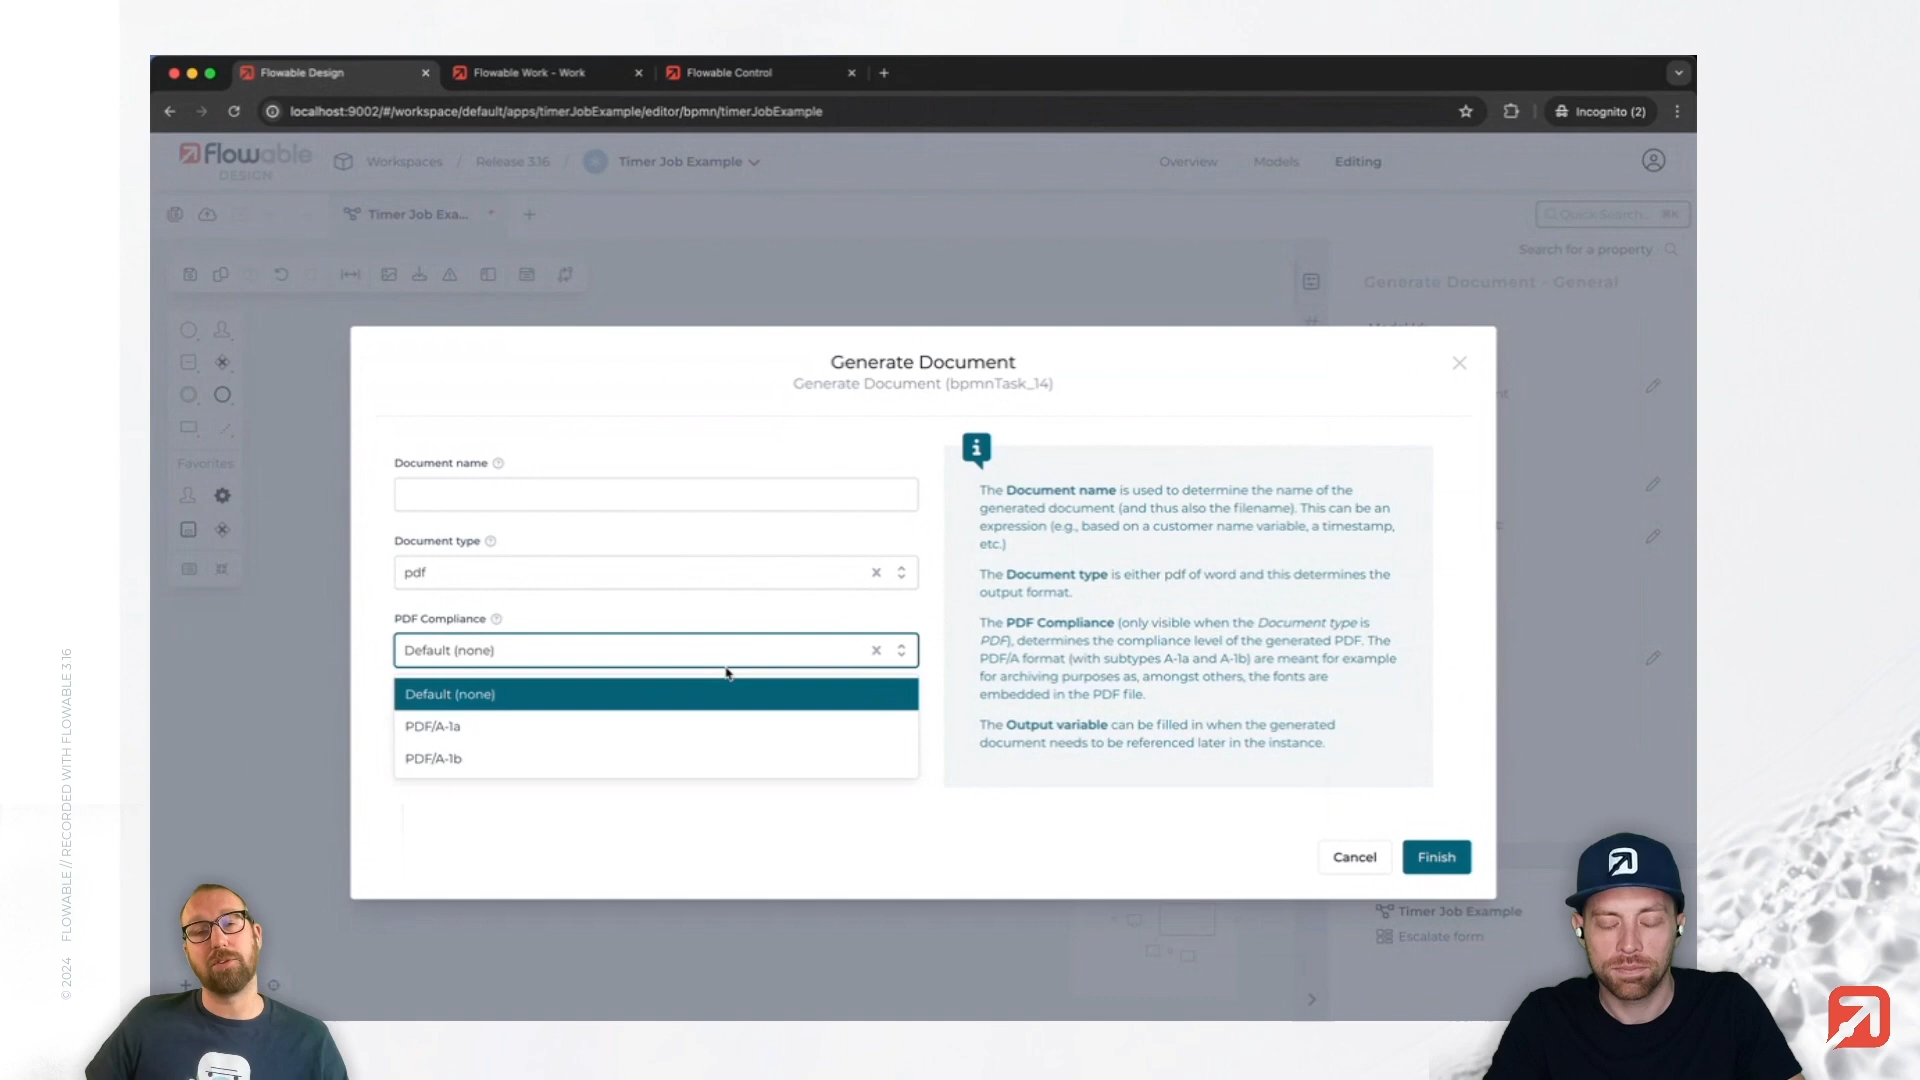 Flowable Design
Flowable Work - Work
Flowable Control
localhost:9002/#/workspace/default/apps/timerJobExample/editor/bpmn/timerJobExample
Incognito (2)
Flowable
DESIGN
Workspaces / Release 3.16 / Timer Job Example
Overview
Models
Editing
Timer Job Exa...
Quick Search... ⌘K
Search for a property
Generate Document - General
Favorites
Generate Document
Generate Document (bpmnTask_14)
Document name
Document type
pdf
PDF Compliance
Default (none)
Default (none)
PDF/A-1a
PDF/A-1b
The Document name is used to determine the name of the
generated document (and thus also the filename). This can be an
expression (e.g., based on a customer name variable, a timestamp,
etc.)
The Document type is either pdf of word and this determines the
output format.
The PDF Compliance (only visible when the Document type is
PDF), determines the compliance level of the generated PDF. The
PDF/A format (with subtypes A-1a and A-1b) are meant for example
for archiving purposes as, amongst others, the fonts are
embedded in the PDF file.
The Output variable can be filled in when the generated
document needs to be referenced later in the instance.
Cancel
Finish
Timer Job Example
Escalate form
© 2024 FLOWABLE // RECORDED WITH FLOWABLE 3.16